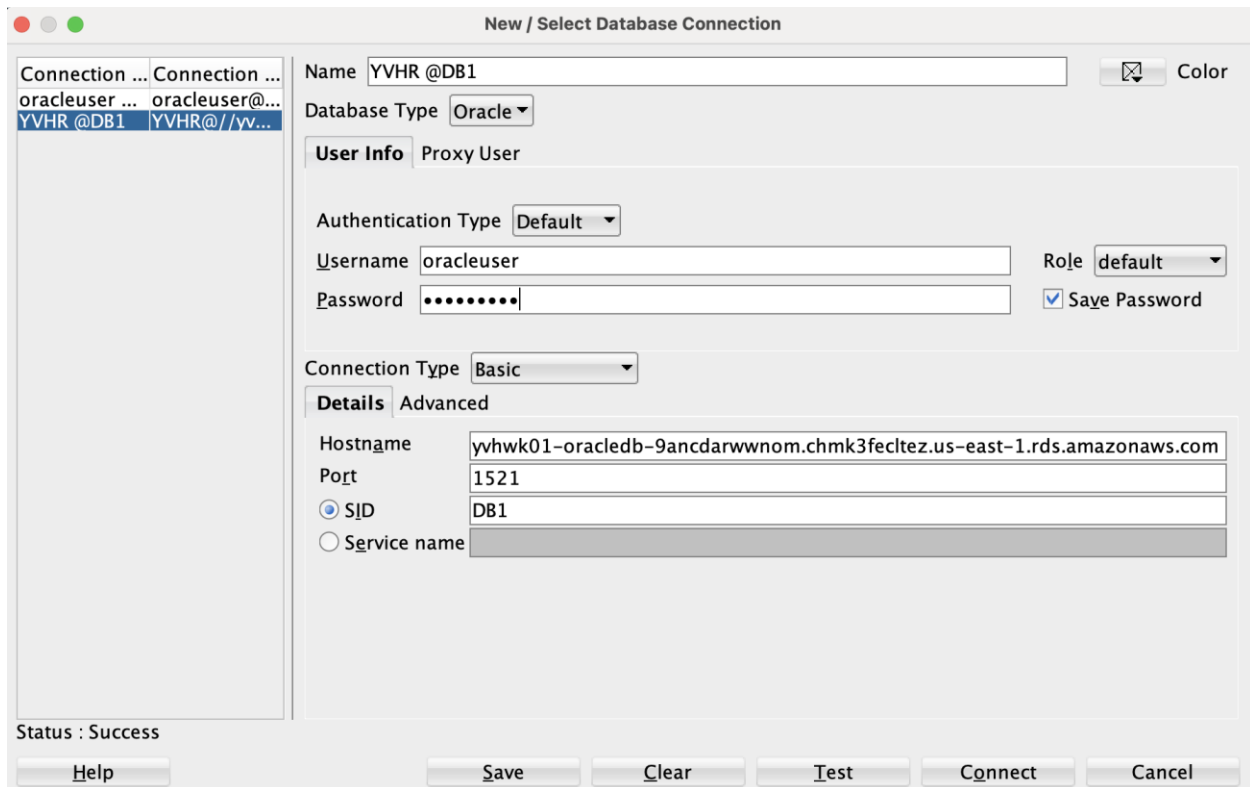 New / Select Database Connection
Connection ... Connection ...
oracleuser ... oracleuser@...
YVHR @DB1 YVHR@//yv...
Name YVHR @DB1 Color
Database Type Oracle
User Info Proxy User
Authentication Type Default
Username oracleuser Role default
Password ••••••••• Save Password
Connection Type Basic
Details Advanced
Hostname yvhwk01-oracledb-9ancdarwwnom.chmk3fecltez.us-east-1.rds.amazonaws.com
Port 1521
SID DB1
Service name
Status : Success
Help Save Clear Test Connect Cancel